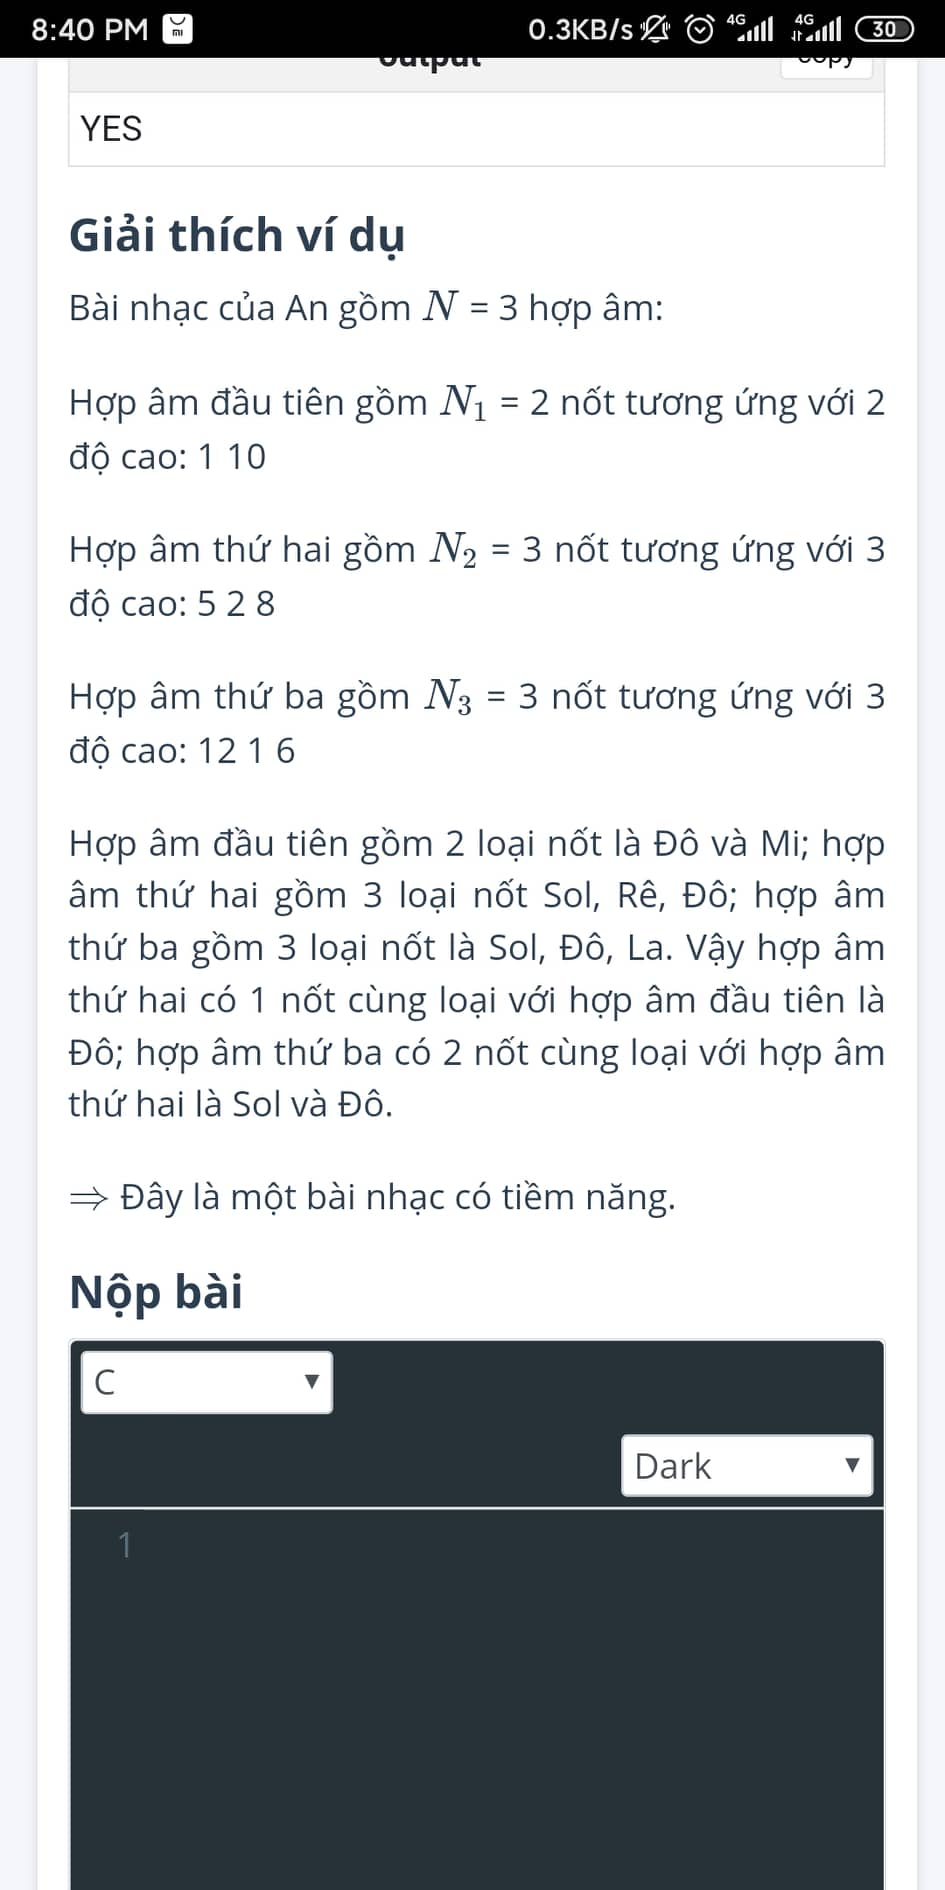 8:40 PM
0.3KB/s 4G 4G 30
output
copy
YES
Giải thích ví dụ
Bài nhạc của An gồm N = 3 hợp âm:
Hợp âm đầu tiên gồm N₁ = 2 nốt tương ứng với 2
độ cao: 1 10
Hợp âm thứ hai gồm N₂ = 3 nốt tương ứng với 3
độ cao: 5 2 8
Hợp âm thứ ba gồm N₃ = 3 nốt tương ứng với 3
độ cao: 12 1 6
Hợp âm đầu tiên gồm 2 loại nốt là Đô và Mi; hợp
âm thứ hai gồm 3 loại nốt Sol, Rê, Đô; hợp âm
thứ ba gồm 3 loại nốt là Sol, Đô, La. Vậy hợp âm
thứ hai có 1 nốt cùng loại với hợp âm đầu tiên là
Đô; hợp âm thứ ba có 2 nốt cùng loại với hợp âm
thứ hai là Sol và Đô.
⇒ Đây là một bài nhạc có tiềm năng.
Nộp bài
C
Dark
1